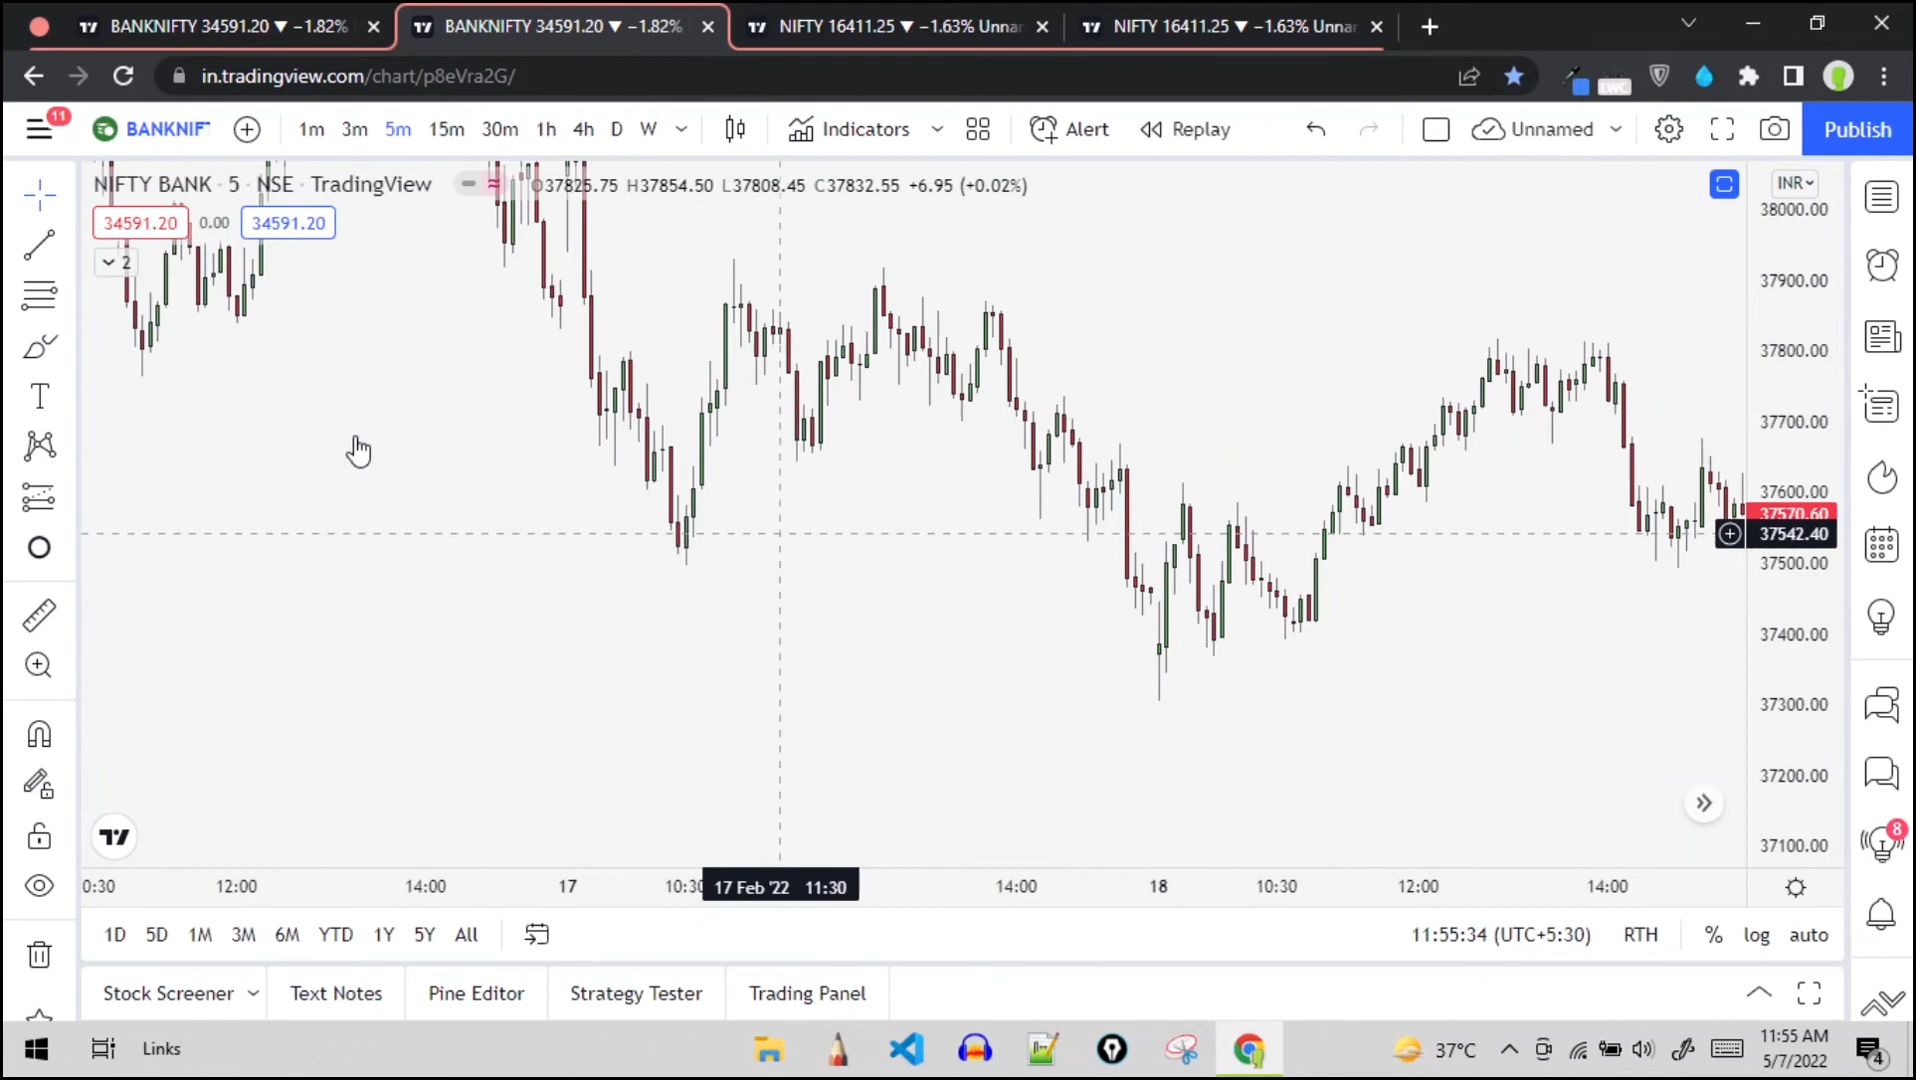 BANKNIFTY 34591.20 ▼ −1.82%
BANKNIFTY 34591.20 ▼ −1.82%
NIFTY 16411.25 ▼ −1.63% Unnar
NIFTY 16411.25 ▼ −1.63% Unna
in.tradingview.com/chart/p8eVra2G/
LWC
11
BANKNIF
1m 3m 5m 15m 30m 1h 4h D W
Indicators
Alert
Replay
Unnamed
Publish
NIFTY BANK · 5 · NSE · TradingView
O37825.75 H37854.50 L37808.45 C37832.55 +6.95 (+0.02%)
INR
34591.20 0.00 34591.20
2
38000.00
37900.00
37800.00
37700.00
37600.00
37570.60
37542.40
37500.00
37400.00
37300.00
37200.00
37100.00
8
0:30 12:00 14:00 17 10:30 17 Feb '22 11:30 14:00 18 10:30 12:00 14:00
1D 5D 1M 3M 6M YTD 1Y 5Y All
11:55:34 (UTC+5:30) RTH % log auto
Stock Screener Text Notes Pine Editor Strategy Tester Trading Panel
Links
37°C
11:55 AM
5/7/2022
4